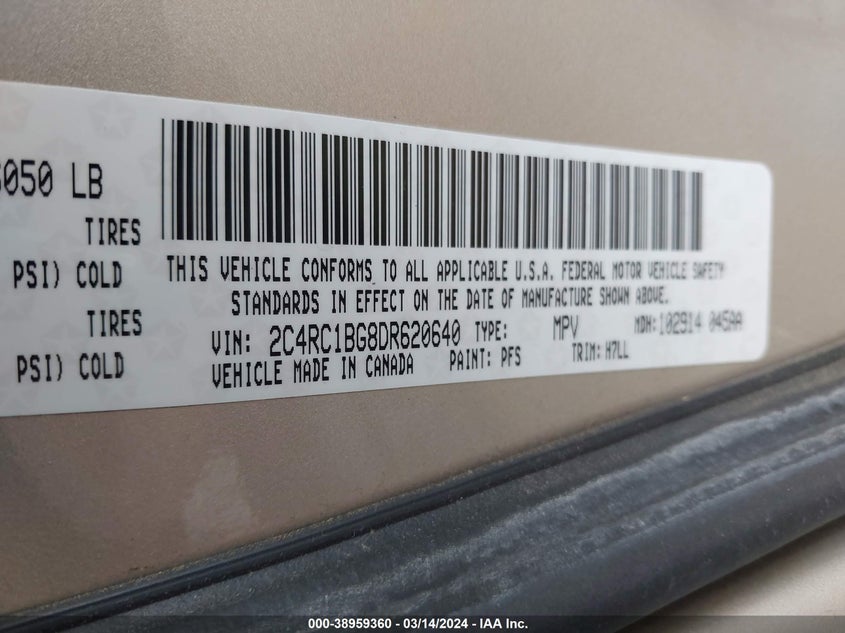 6050 LB
TIRES
PSI) COLD
TIRES
PSI) COLD
THIS VEHICLE CONFORMS TO ALL APPLICABLE U.S.A. FEDERAL MOTOR VEHICLE SAFETY
STANDARDS IN EFFECT ON THE DATE OF MANUFACTURE SHOWN ABOVE.
VIN: 2C4RC1BG8DR620640 TYPE: MPV MDH: 102914 045AA
VEHICLE MADE IN CANADA PAINT: PFS TRIM: H7LL
000-38959360 - 03/14/2024 - IAA Inc.